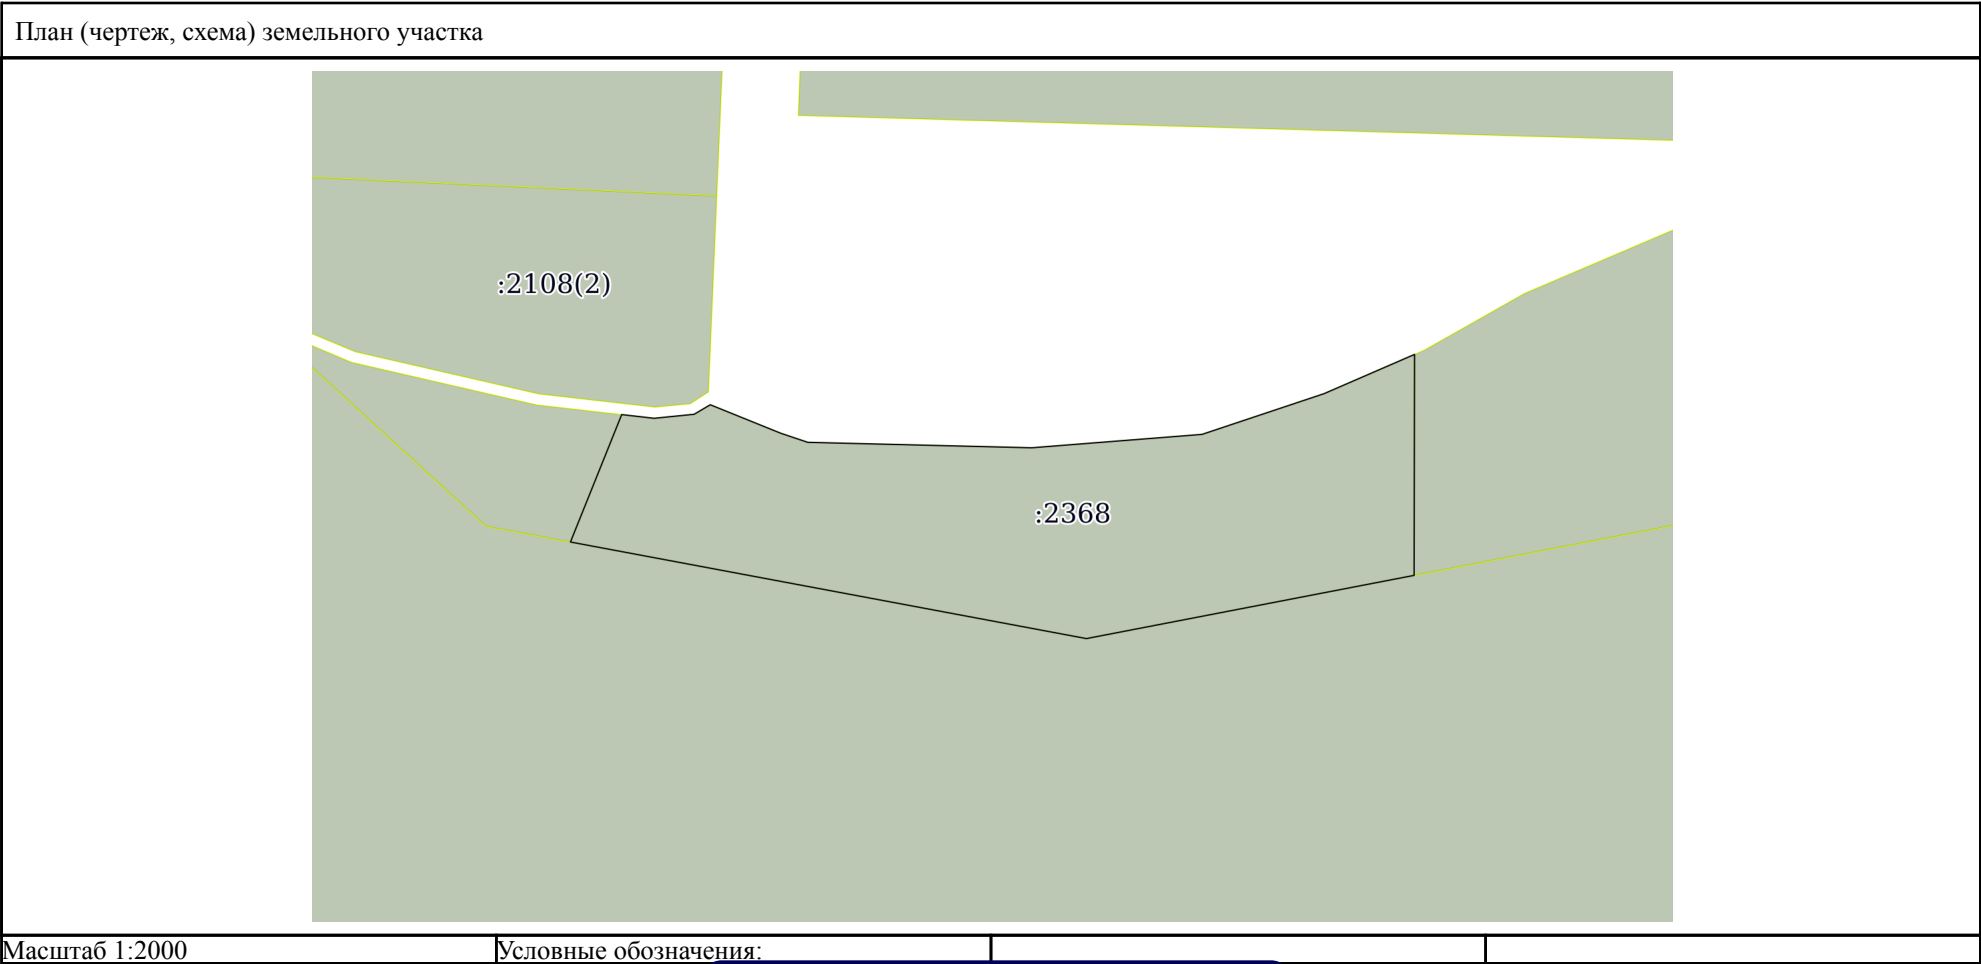 План (чертеж, схема) земельного участка
:2108(2)
:2368
Масштаб 1:2000
Условные обозначения: